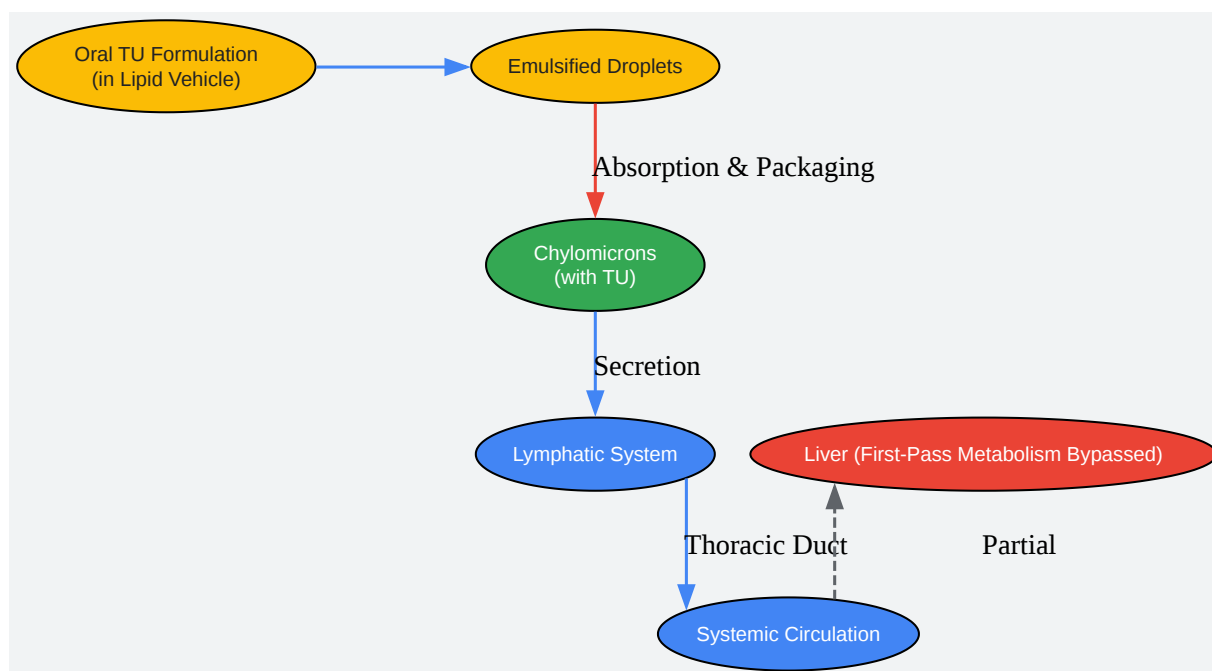 Oral TU Formulation
(in Lipid Vehicle)
Emulsified Droplets
Absorption & Packaging
Chylomicrons
(with TU)
Secretion
Lymphatic System
Liver (First-Pass Metabolism Bypassed)
Thoracic Duct
Partial
Systemic Circulation